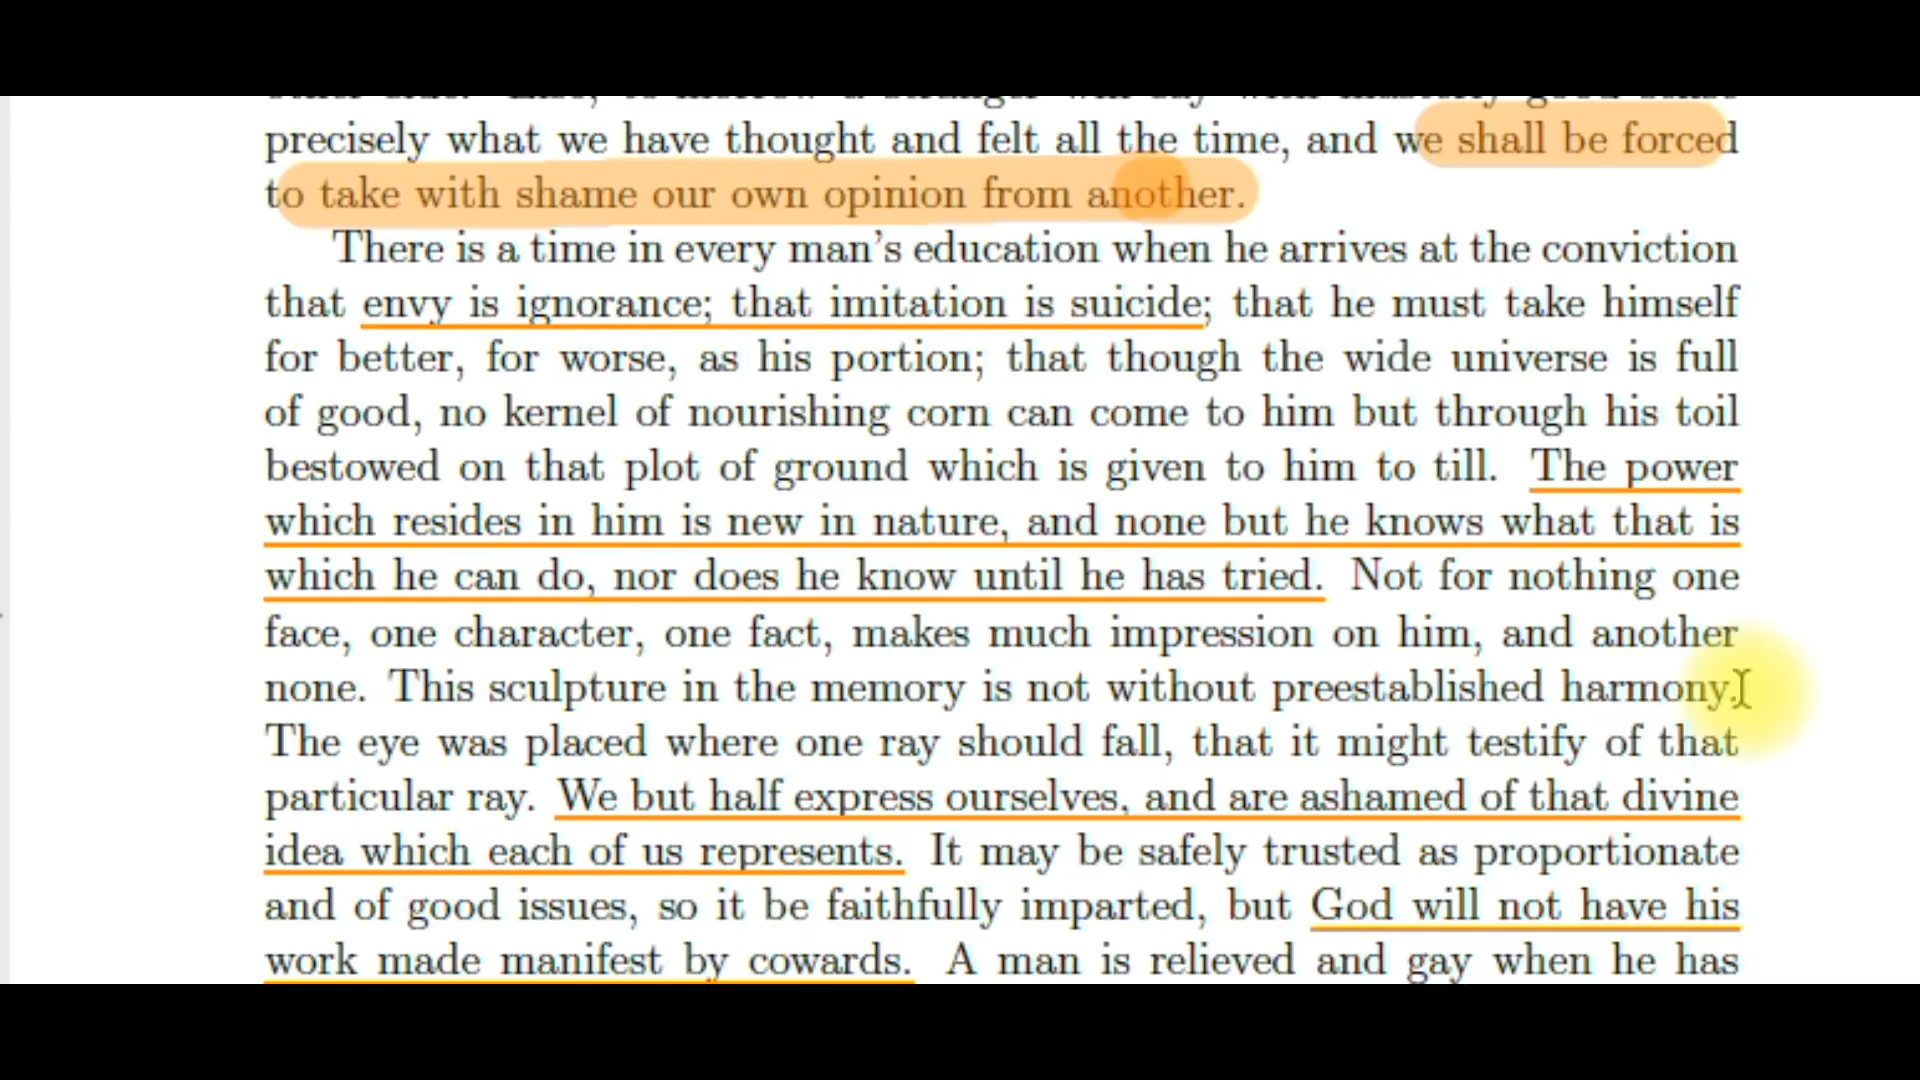 precisely what we have thought and felt all the time, and we shall be forced
to take with shame our own opinion from another.
There is a time in every man’s education when he arrives at the conviction
that envy is ignorance; that imitation is suicide; that he must take himself
for better, for worse, as his portion; that though the wide universe is full
of good, no kernel of nourishing corn can come to him but through his toil
bestowed on that plot of ground which is given to him to till. The power
which resides in him is new in nature, and none but he knows what that is
which he can do, nor does he know until he has tried. Not for nothing one
face, one character, one fact, makes much impression on him, and another
none. This sculpture in the memory is not without preestablished harmony.
The eye was placed where one ray should fall, that it might testify of that
particular ray. We but half express ourselves, and are ashamed of that divine
idea which each of us represents. It may be safely trusted as proportionate
and of good issues, so it be faithfully imparted, but God will not have his
work made manifest by cowards. A man is relieved and gay when he has